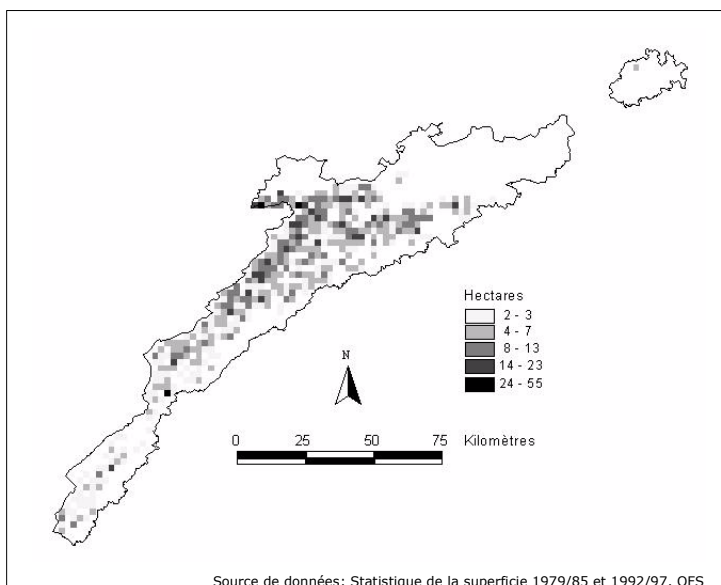 Hectares
2 - 3
4 - 7
8 - 13
14 - 23
24 - 55
N
0 25 50 75 Kilomètres
Source de données: Statistique de la superficie 1979/85 et 1992/97, OFS